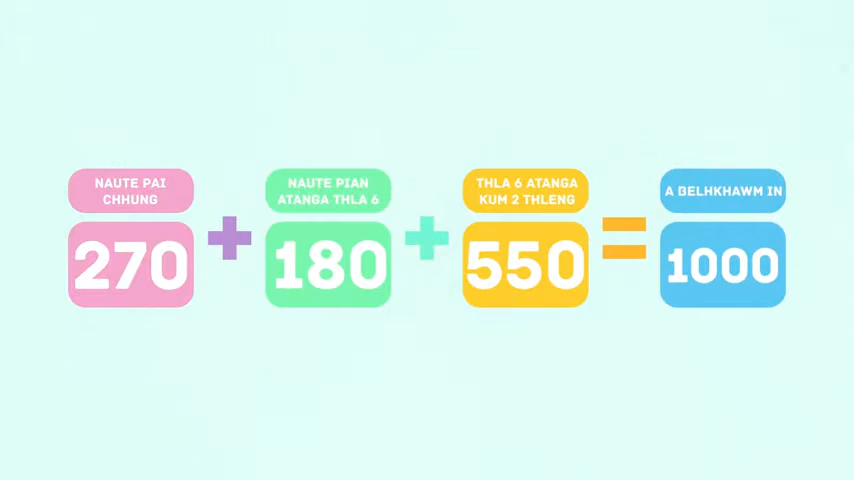 NAUTE PAI
CHHUNG
270
+
NAUTE PIAN
ATANGA THLA 6
180
+
THLA 6 ATANGA
KUM 2 THLENG
550
=
A BELHKHAWM IN
1000